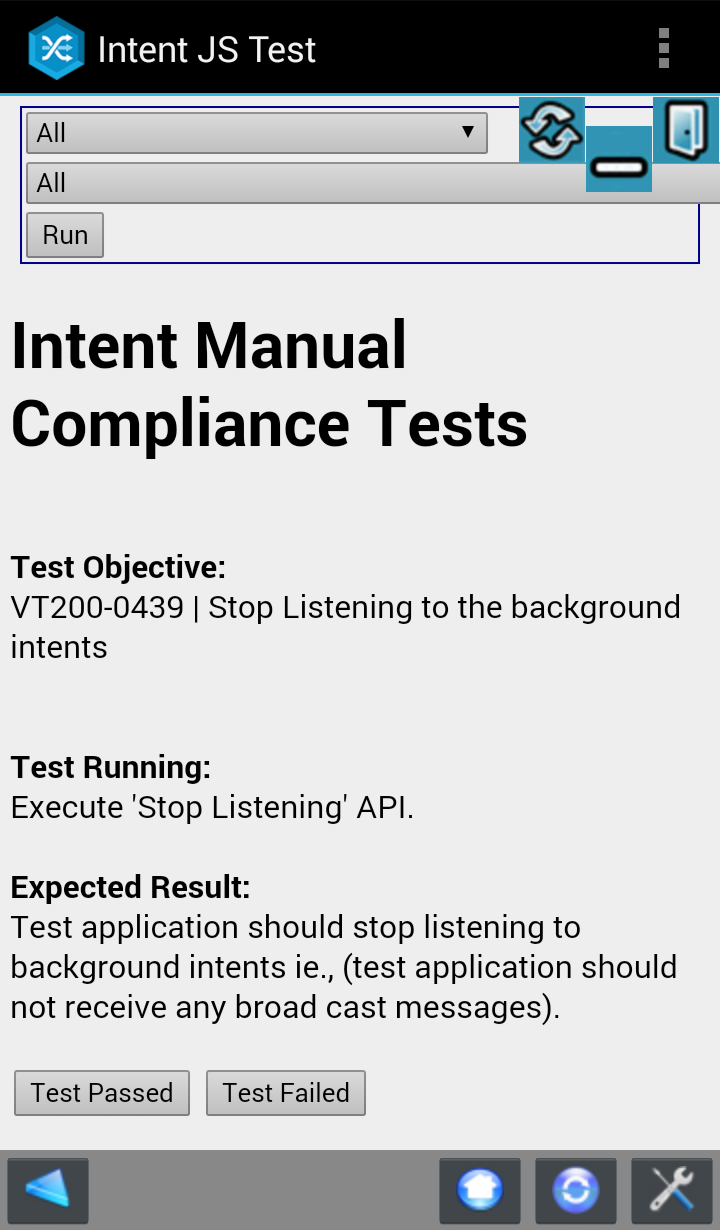 Intent JS Test
All
All
Run
Intent Manual
Compliance Tests
Test Objective:
VT200-0439 | Stop Listening to the background
intents
Test Running:
Execute 'Stop Listening' API.
Expected Result:
Test application should stop listening to
background intents ie., (test application should
not receive any broad cast messages).
Test Passed
Test Failed